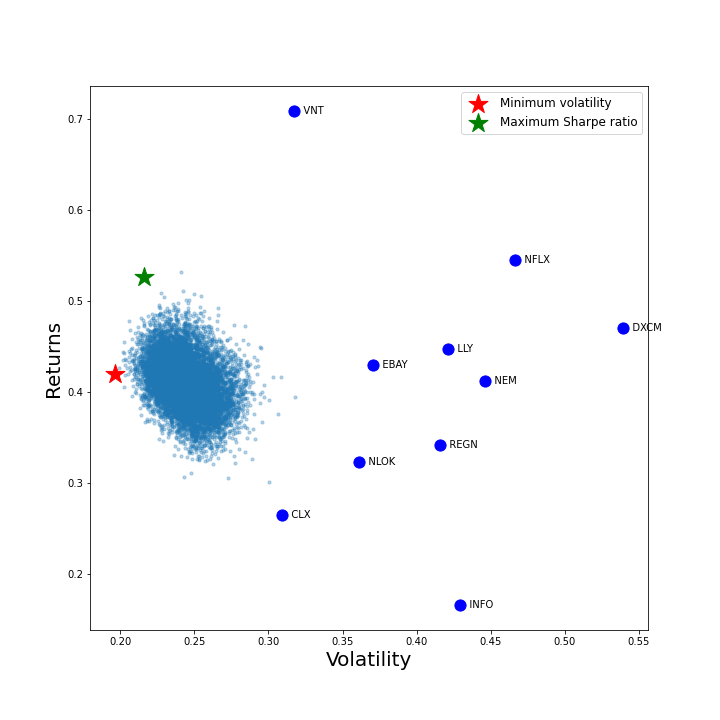 Minimum volatility
Maximum Sharpe ratio
0.7
VNT
0.6
NFLX
0.5
DXCM
LLY
EBAY
0.4
NEM
REGN
NLOK
0.3
CLX
0.2
INFO
Returns
0.20 0.25 0.30 0.35 0.40 0.45 0.50 0.55
Volatility